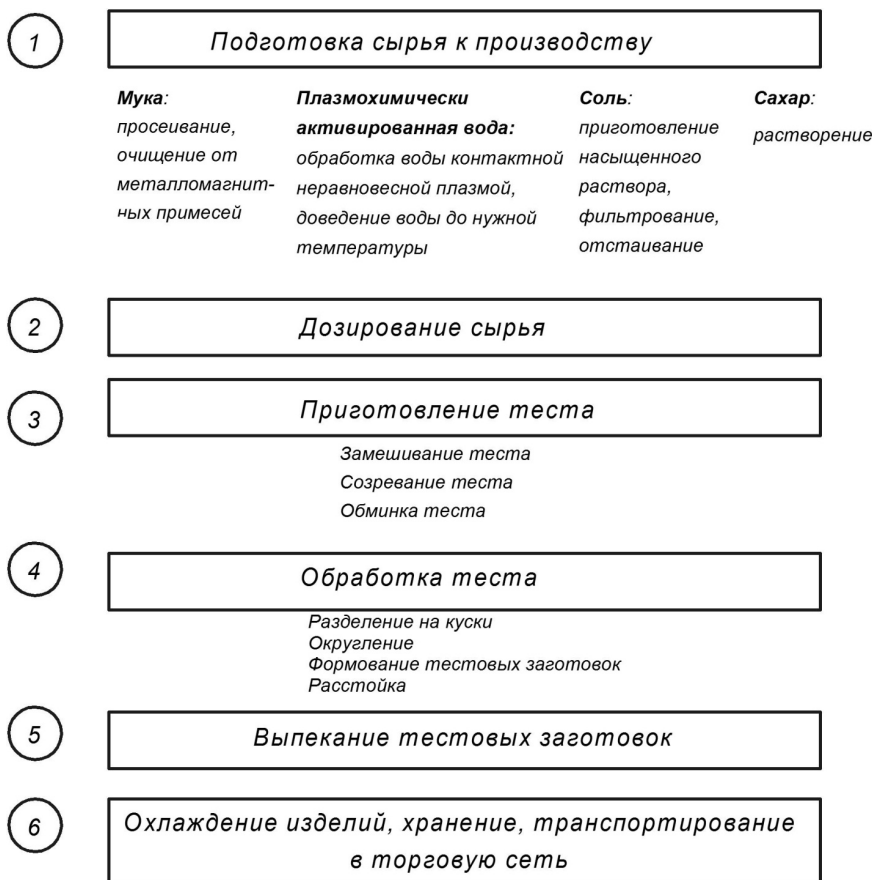 1
Подготовка сырья к производству
Мука:
просеивание,
очищение от
металломагнит-
ных примесей
Плазмохимически
активированная вода:
обработка воды контактной
неравновесной плазмой,
доведение воды до нужной
температуры
Соль:
приготовление
насыщенного
раствора,
фильтрование,
отстаивание
Сахар:
растворение
2
Дозирование сырья
3
Приготовление теста
Замешивание теста
Созревание теста
Обминка теста
4
Обработка теста
Разделение на куски
Округление
Формование тестовых заготовок
Расстойка
5
Выпекание тестовых заготовок
6
Охлаждение изделий, хранение, транспортирование
в торговую сеть